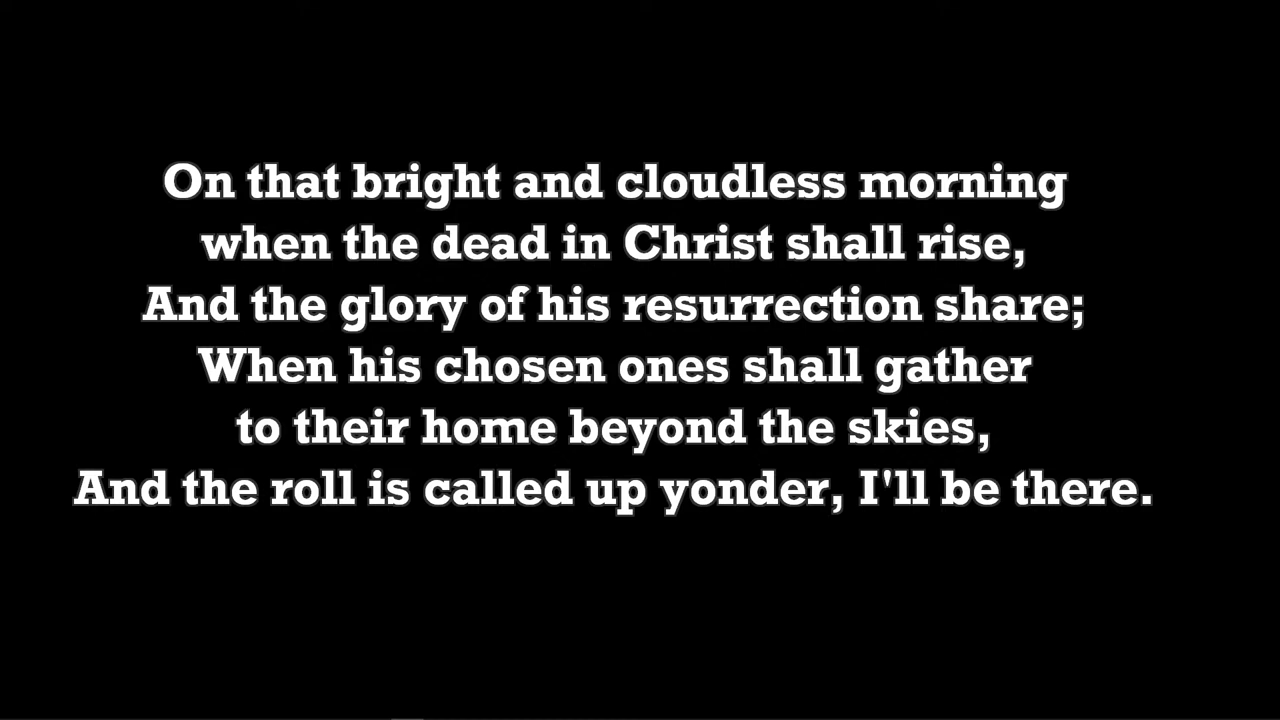 On that bright and cloudless morning
when the dead in Christ shall rise,
And the glory of his resurrection share;
When his chosen ones shall gather
to their home beyond the skies,
And the roll is called up yonder, I'll be there.